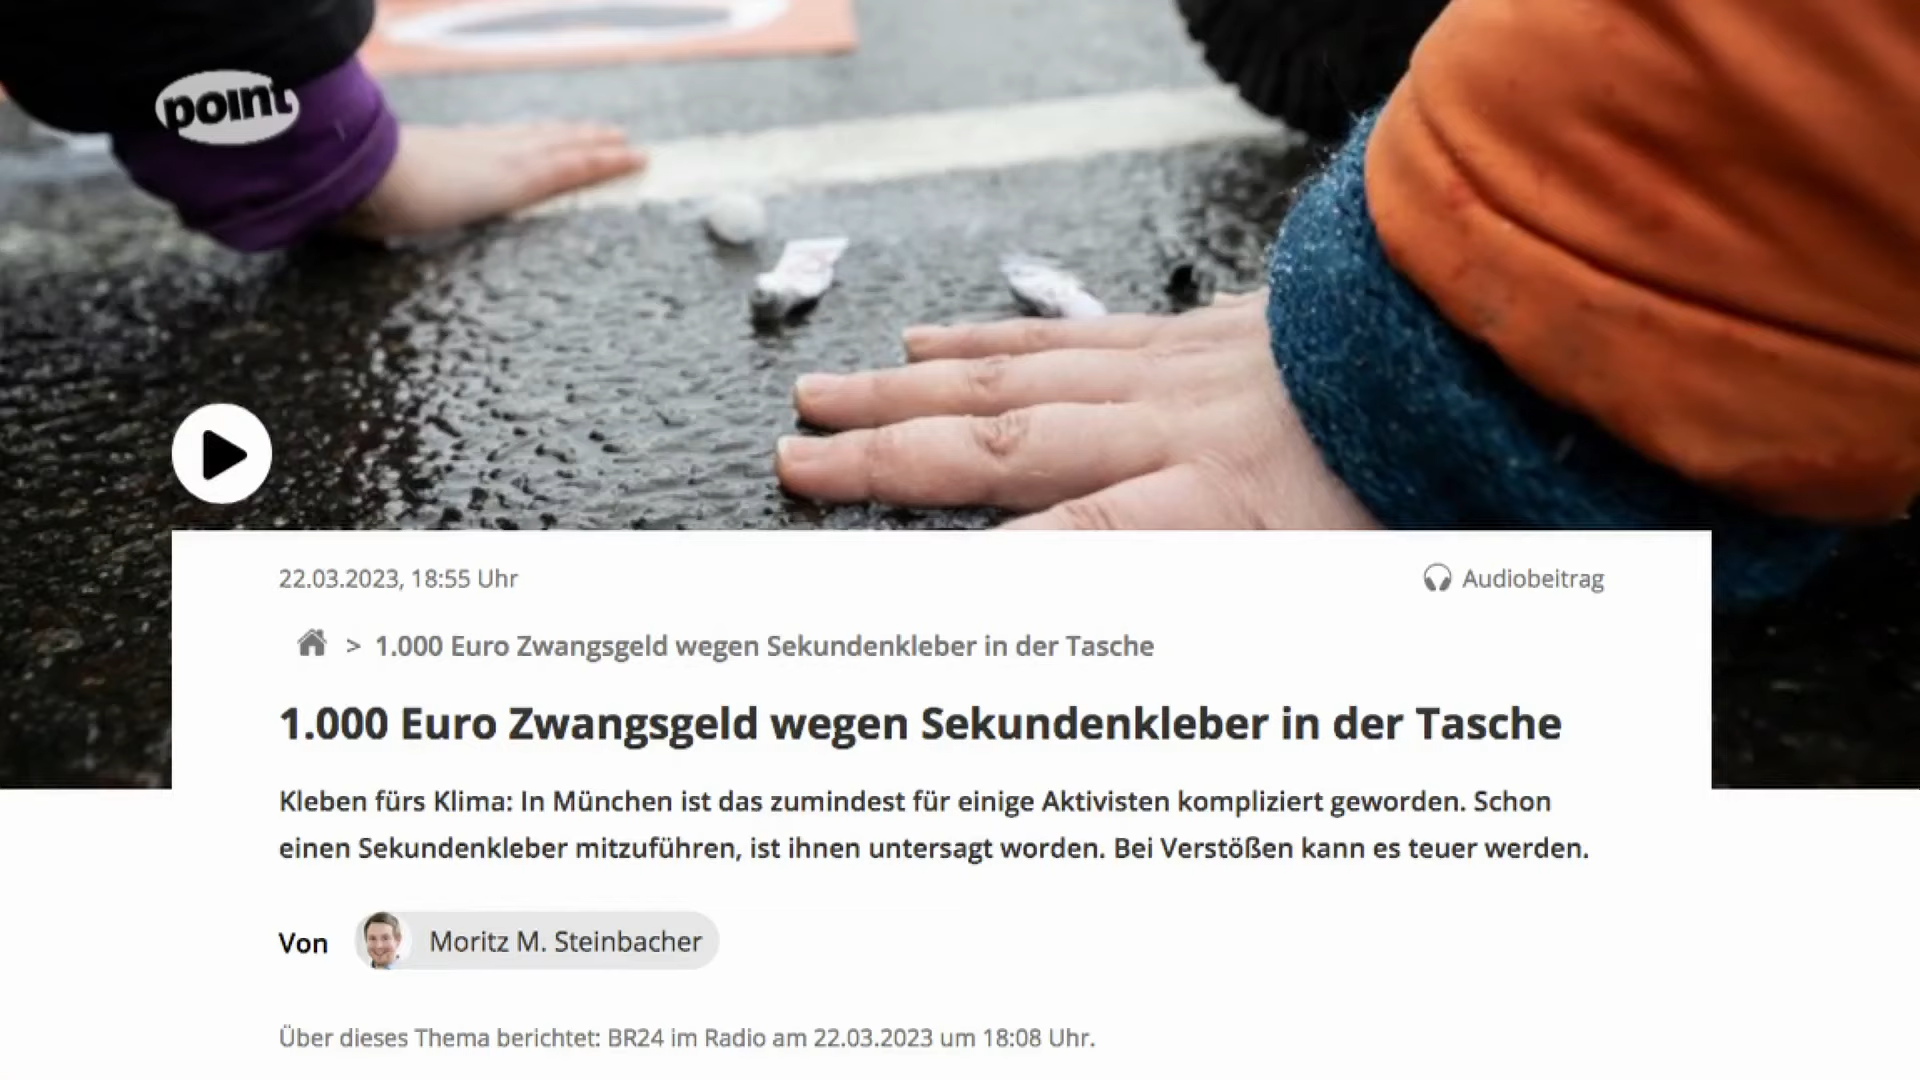 point
22.03.2023, 18:55 Uhr
Audiobeitrag
> 1.000 Euro Zwangsgeld wegen Sekundenkleber in der Tasche
1.000 Euro Zwangsgeld wegen Sekundenkleber in der Tasche
Kleben fürs Klima: In München ist das zumindest für einige Aktivisten kompliziert geworden. Schon
einen Sekundenkleber mitzuführen, ist ihnen untersagt worden. Bei Verstößen kann es teuer werden.
Von Moritz M. Steinbacher
Über dieses Thema berichtet: BR24 im Radio am 22.03.2023 um 18:08 Uhr.